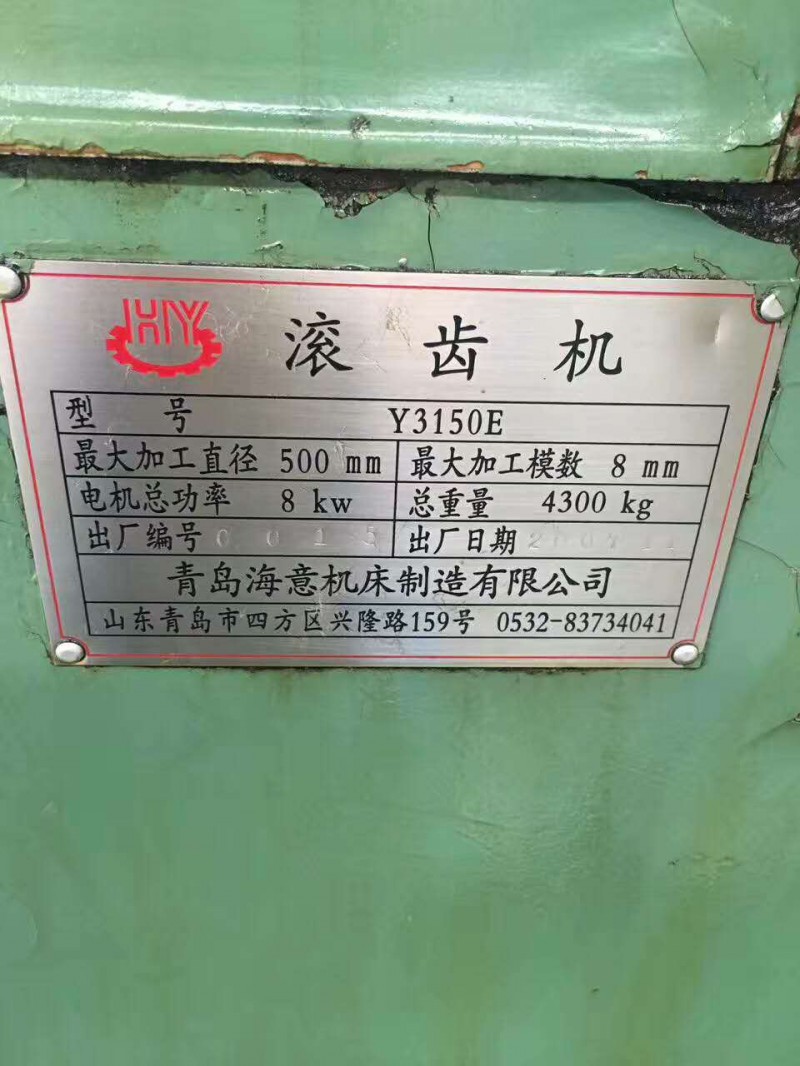 HY
滚齿机
型号 Y3150E
最大加工直径 500 mm 最大加工模数 8 mm
电机总功率 8 kw 总重量 4300 kg
出厂编号 出厂日期
青岛海意机床制造有限公司
山东青岛市四方区兴隆路159号 0532-83734041